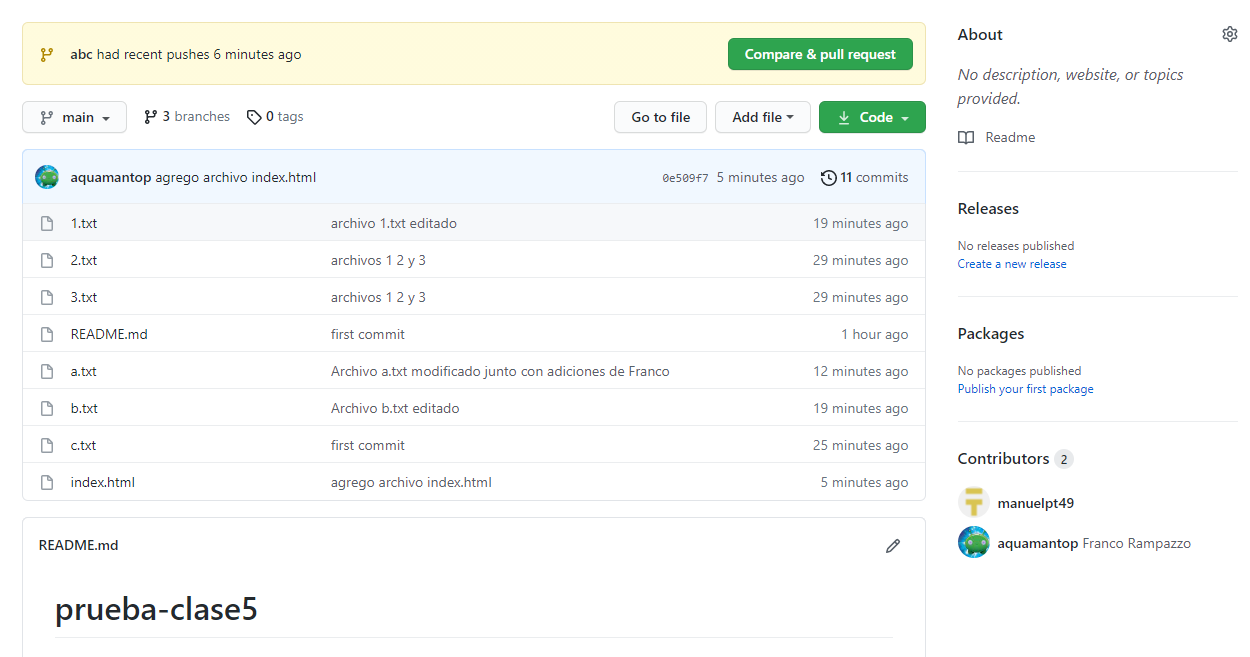 abc had recent pushes 6 minutes ago
Compare & pull request
main
3 branches
0 tags
Go to file
Add file
Code
aquamantop agrego archivo index.html
0e509f7 5 minutes ago
11 commits
1.txt archivo 1.txt editado 19 minutes ago
2.txt archivos 1 2 y 3 29 minutes ago
3.txt archivos 1 2 y 3 29 minutes ago
README.md first commit 1 hour ago
a.txt Archivo a.txt modificado junto con adiciones de Franco 12 minutes ago
b.txt Archivo b.txt editado 19 minutes ago
c.txt first commit 25 minutes ago
index.html agrego archivo index.html 5 minutes ago
README.md
prueba-clase5
About
No description, website, or topics
provided.
Readme
Releases
No releases published
Create a new release
Packages
No packages published
Publish your first package
Contributors 2
manuelpt49
aquamantop Franco Rampazzo